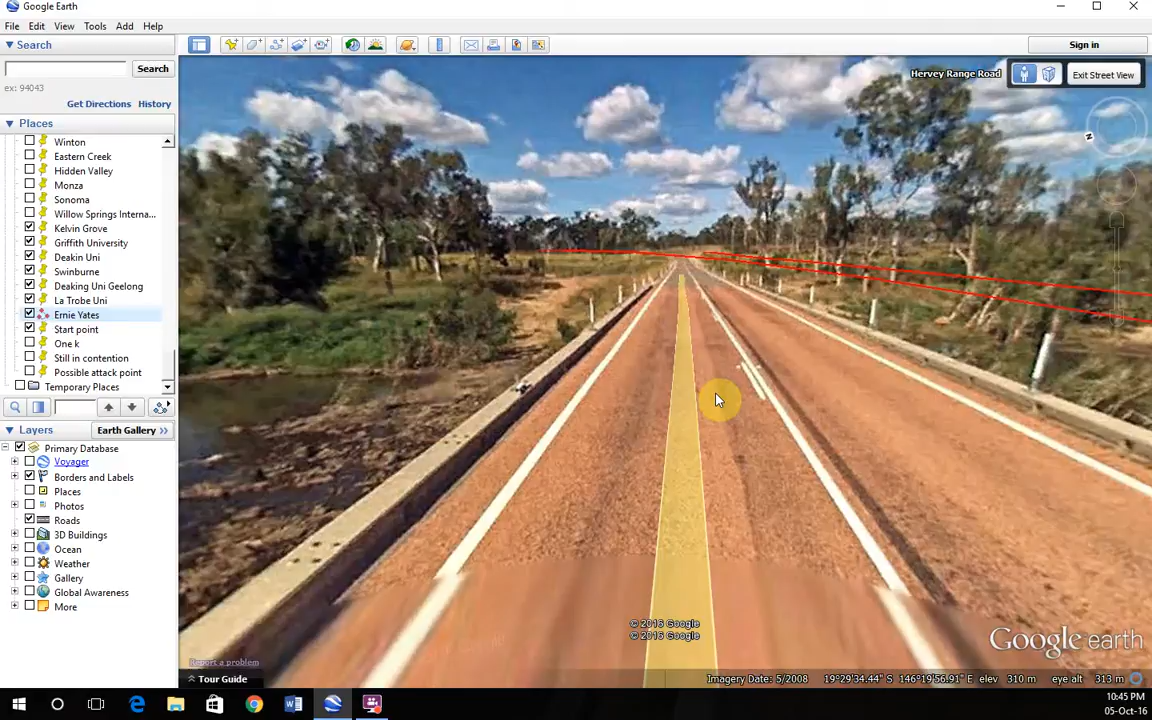 Google Earth
File Edit View Tools Add Help
Search
Search
ex: 94043
Get Directions History
Places
Winton
Eastern Creek
Hidden Valley
Monza
Sonoma
Willow Springs Interna...
Kelvin Grove
Griffith University
Deakin Uni
Swinburne
Deaking Uni Geelong
La Trobe Uni
Ernie Yates
Start point
One k
Still in contention
Possible attack point
Temporary Places
Layers
Earth Gallery >>
Primary Database
Voyager
Borders and Labels
Places
Photos
Roads
3D Buildings
Ocean
Weather
Gallery
Global Awareness
More
Sign in
Hervey Range Road
Exit Street View
N
© 2016 Google
© 2016 Google
Google earth
Report a problem
Tour Guide
Imagery Date: 5/2008 19°29'34.44" S 146°19'56.91" E elev 310 m eye alt 313 m
10:45 PM
05-Oct-16